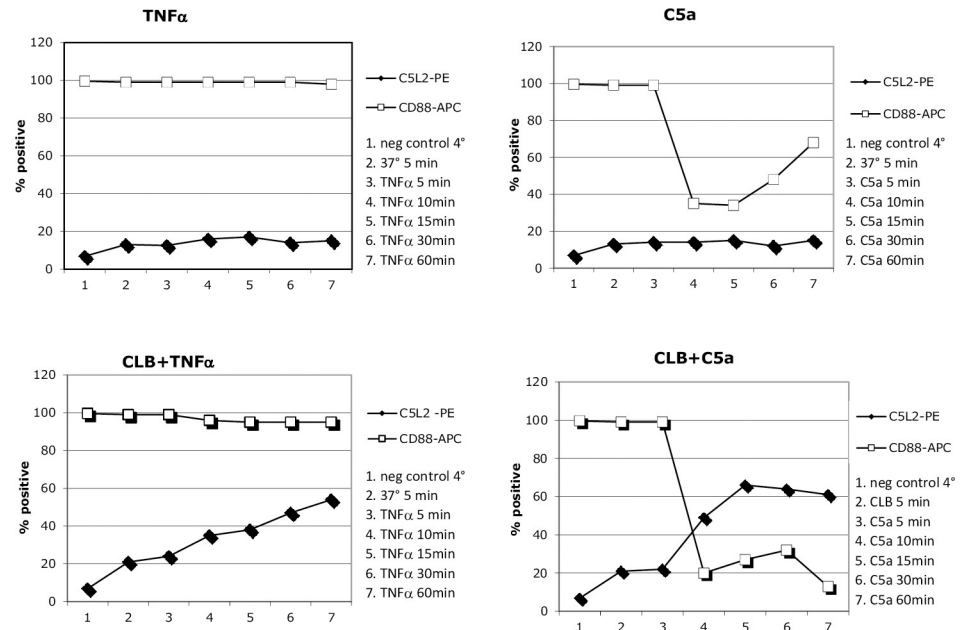 TNFα
120
100
80
60
40
20
0
% positive
1 2 3 4 5 6 7
C5L2-PE
CD88-APC
1. neg control 4°
2. 37° 5 min
3. TNFα 5 min
4. TNFα 10min
5. TNFα 15min
6. TNFα 30min
7. TNFα 60min
C5a
120
100
80
60
40
20
0
% positive
1 2 3 4 5 6 7
C5L2-PE
CD88-APC
1. neg control 4°
2. 37° 5 min
3. C5a 5 min
4. C5a 10min
5. C5a 15min
6. C5a 30min
7. C5a 60min
CLB+TNFα
120
100
80
60
40
20
0
% positive
1 2 3 4 5 6 7
C5L2 -PE
CD88-APC
1. neg control 4°
2. 37° 5 min
3. TNFα 5 min
4. TNFα 10min
5. TNFα 15min
6. TNFα 30min
7. TNFα 60min
CLB+C5a
120
100
80
60
40
20
0
% positive
1 2 3 4 5 6 7
C5L2-PE
CD88-APC
1. neg control 4°
2. CLB 5 min
3. C5a 5 min
4. C5a 10min
5. C5a 15min
6. C5a 30min
7. C5a 60min